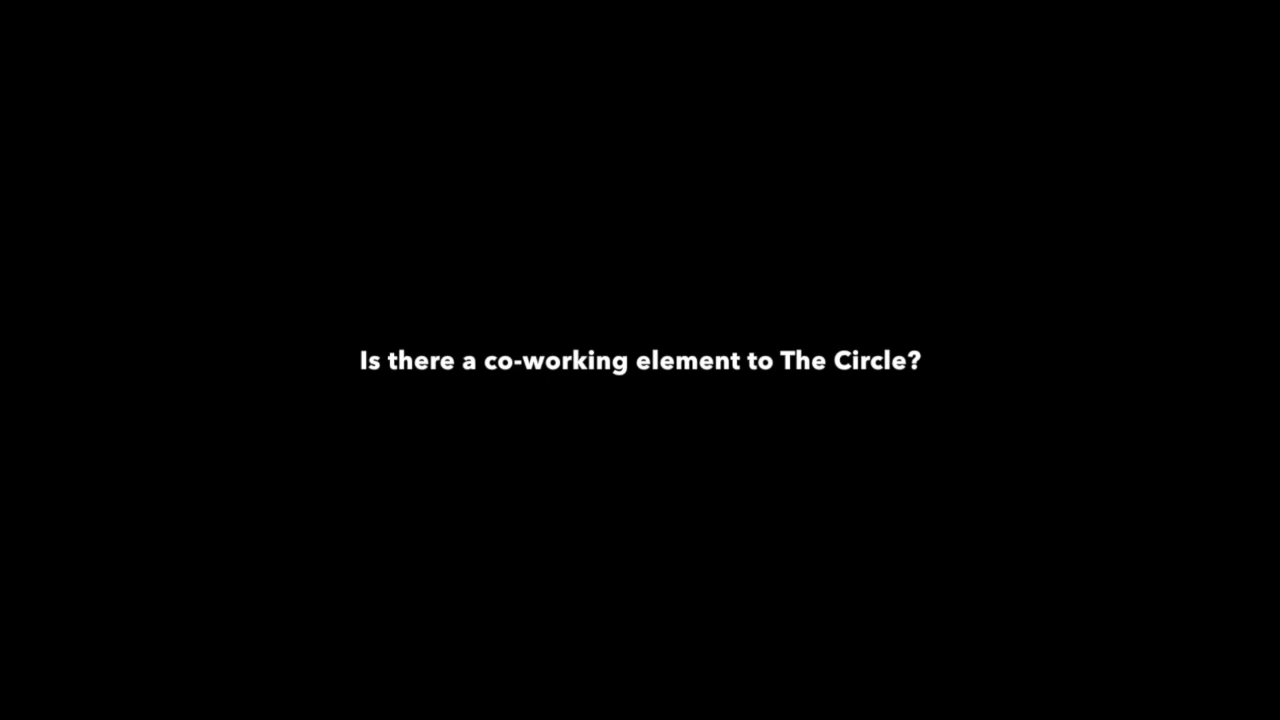 Is there a co-working element to The Circle?